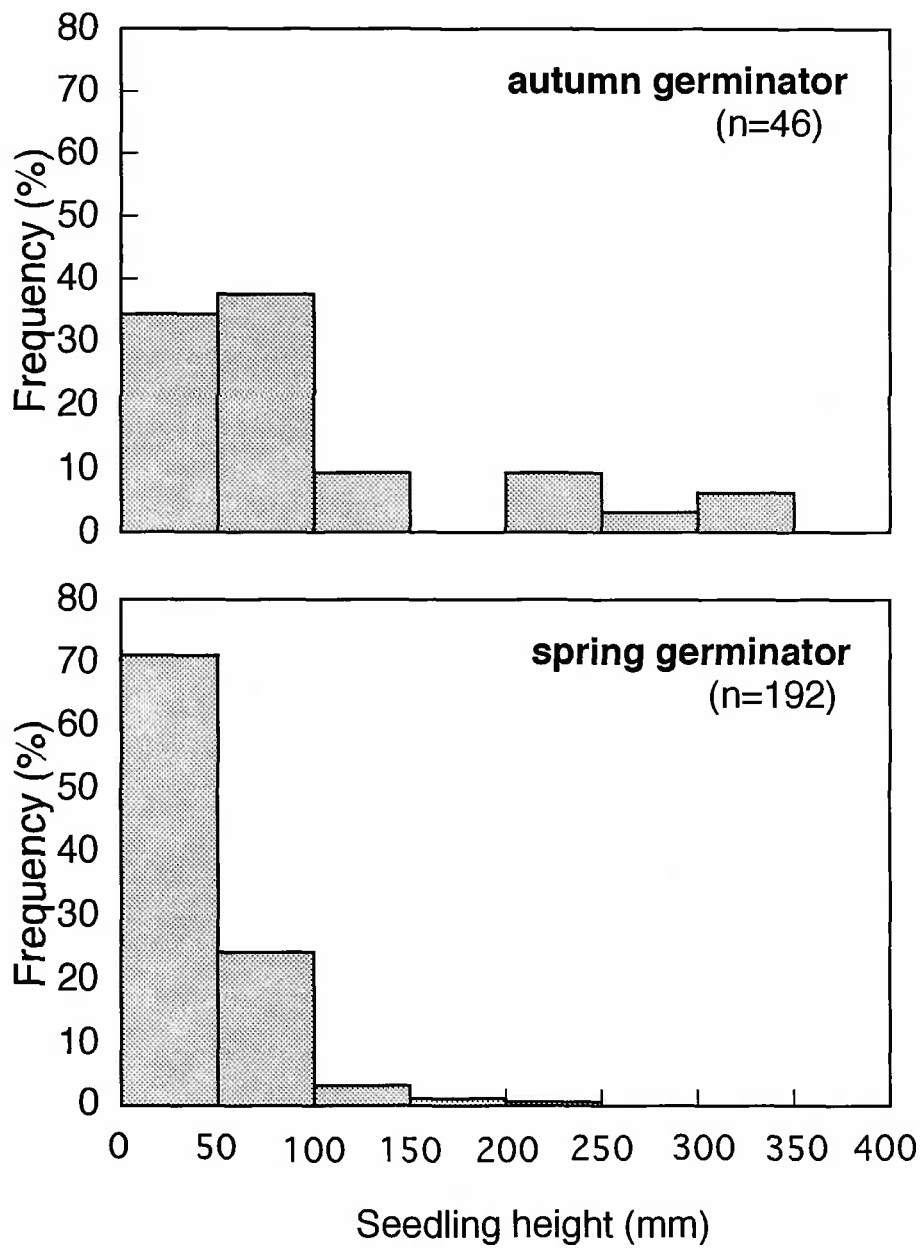 80
70
60
50
40
30
20
10
0
Frequency (%)
autumn germinator
(n=46)
80
70
60
50
40
30
20
10
0
Frequency (%)
spring germinator
(n=192)
0 50 100 150 200 250 300 350 400
Seedling height (mm)